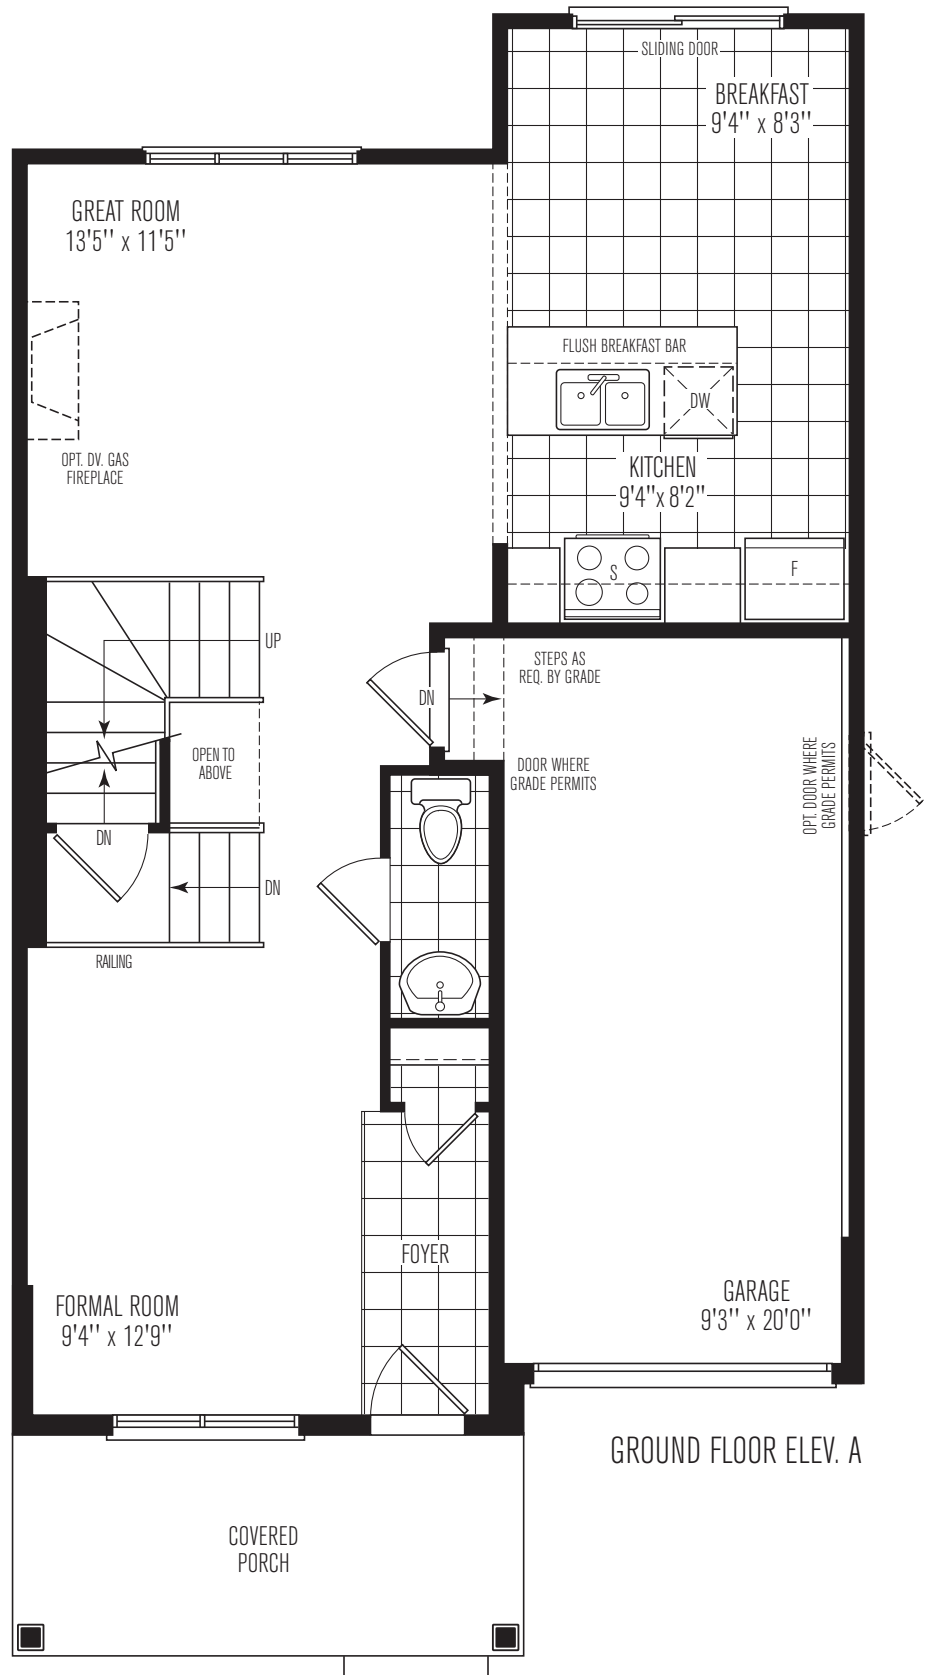 SLIDING DOOR
BREAKFAST
9'4'' x 8'3''
GREAT ROOM
13'5'' x 11'5''
FLUSH BREAKFAST BAR
DW
OPT. DV. GAS
FIREPLACE
KITCHEN
9'4''x 8'2''
S
F
UP
STEPS AS
REQ. BY GRADE
DN
OPEN TO
ABOVE
DOOR WHERE
GRADE PERMITS
OPT. DOOR WHERE
GRADE PERMITS
DN
DN
RAILING
FOYER
FORMAL ROOM
9'4'' x 12'9''
GARAGE
9'3'' x 20'0''
GROUND FLOOR ELEV. A
COVERED
PORCH